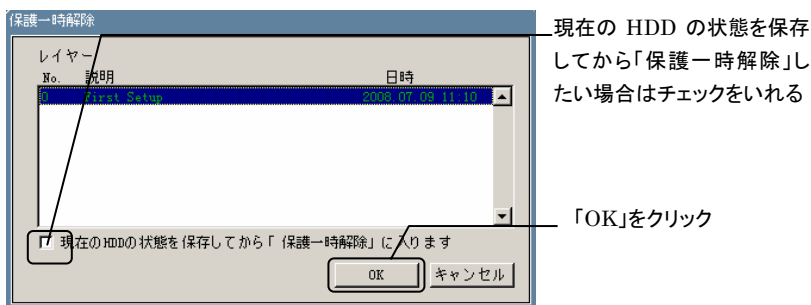 保護一時解除
レイヤー
No. 説明 日時
0 First Setup 2008.07.09 11:10
現在のHDDの状態を保存してから「 保護一時解除」に入ります
OK キャンセル
現在の HDD の状態を保存
してから「保護一時解除」し
たい場合はチェックをいれる
「OK」をクリック